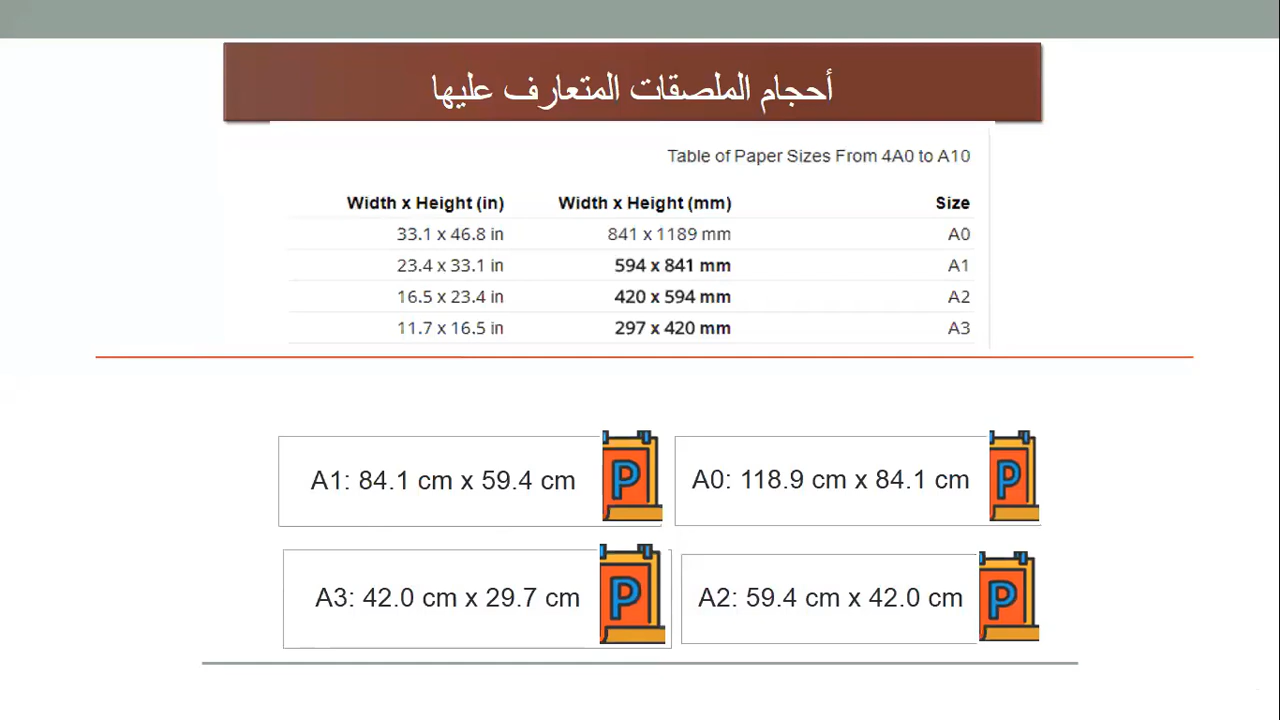 أحجام الملصقات المتعارف عليها
Table of Paper Sizes From 4A0 to A10
Width x Height (in) Width x Height (mm) Size
33.1 x 46.8 in 841 x 1189 mm A0
23.4 x 33.1 in 594 x 841 mm A1
16.5 x 23.4 in 420 x 594 mm A2
11.7 x 16.5 in 297 x 420 mm A3
A1: 84.1 cm x 59.4 cm
P
A0: 118.9 cm x 84.1 cm
P
A3: 42.0 cm x 29.7 cm
P
A2: 59.4 cm x 42.0 cm
P